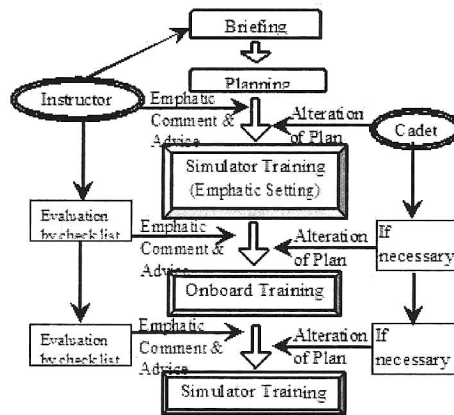 Briefing
Planning
Instructor
Emphatic
Comment &
Advice
Alteration
of Plan
Cadet
Simulator Training
(Emphatic Setting)
Evaluation
by check list
Emphatic
Comment &
Advice
Alteration
of Plan
If
necessary
Onboard Training
Evaluation
by check list
Emphatic
Comment &
Advice
Alteration
of Plan
If
necessary
Simulator Training